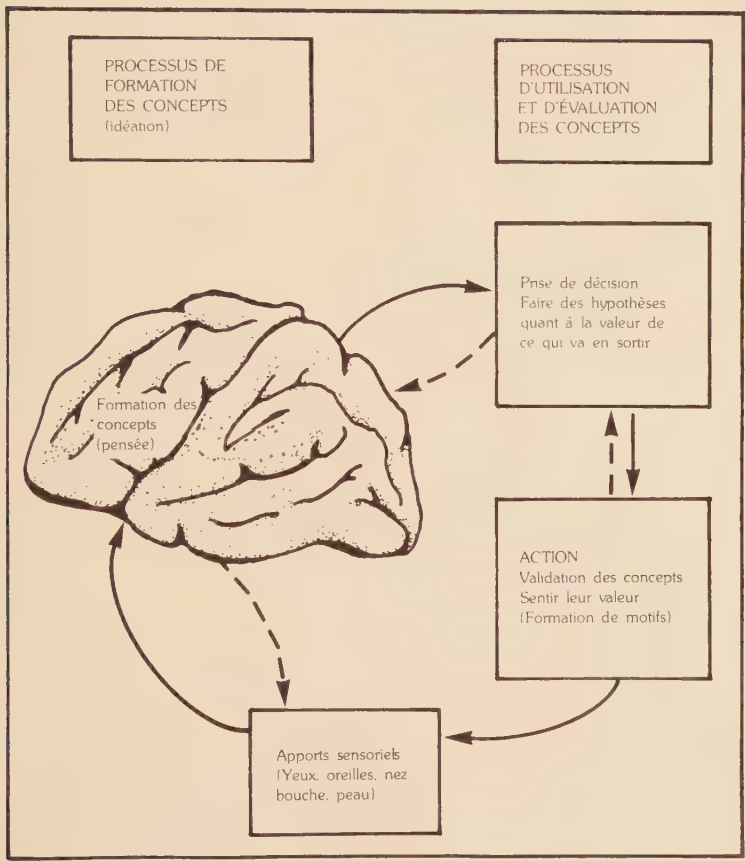 PROCESSUS DE
FORMATION
DES CONCEPTS
(idéation)
PROCESSUS
D'UTILISATION
ET D'ÉVALUATION
DES CONCEPTS
Prise de décision
Faire des hypothèses
quant à la valeur de
ce qui va en sortir
Formation des
concepts
(pensée)
ACTION
Validation des concepts
Sentir leur valeur
(Formation de motifs)
Apports sensoriels
(Yeux, oreilles, nez
bouche, peau)